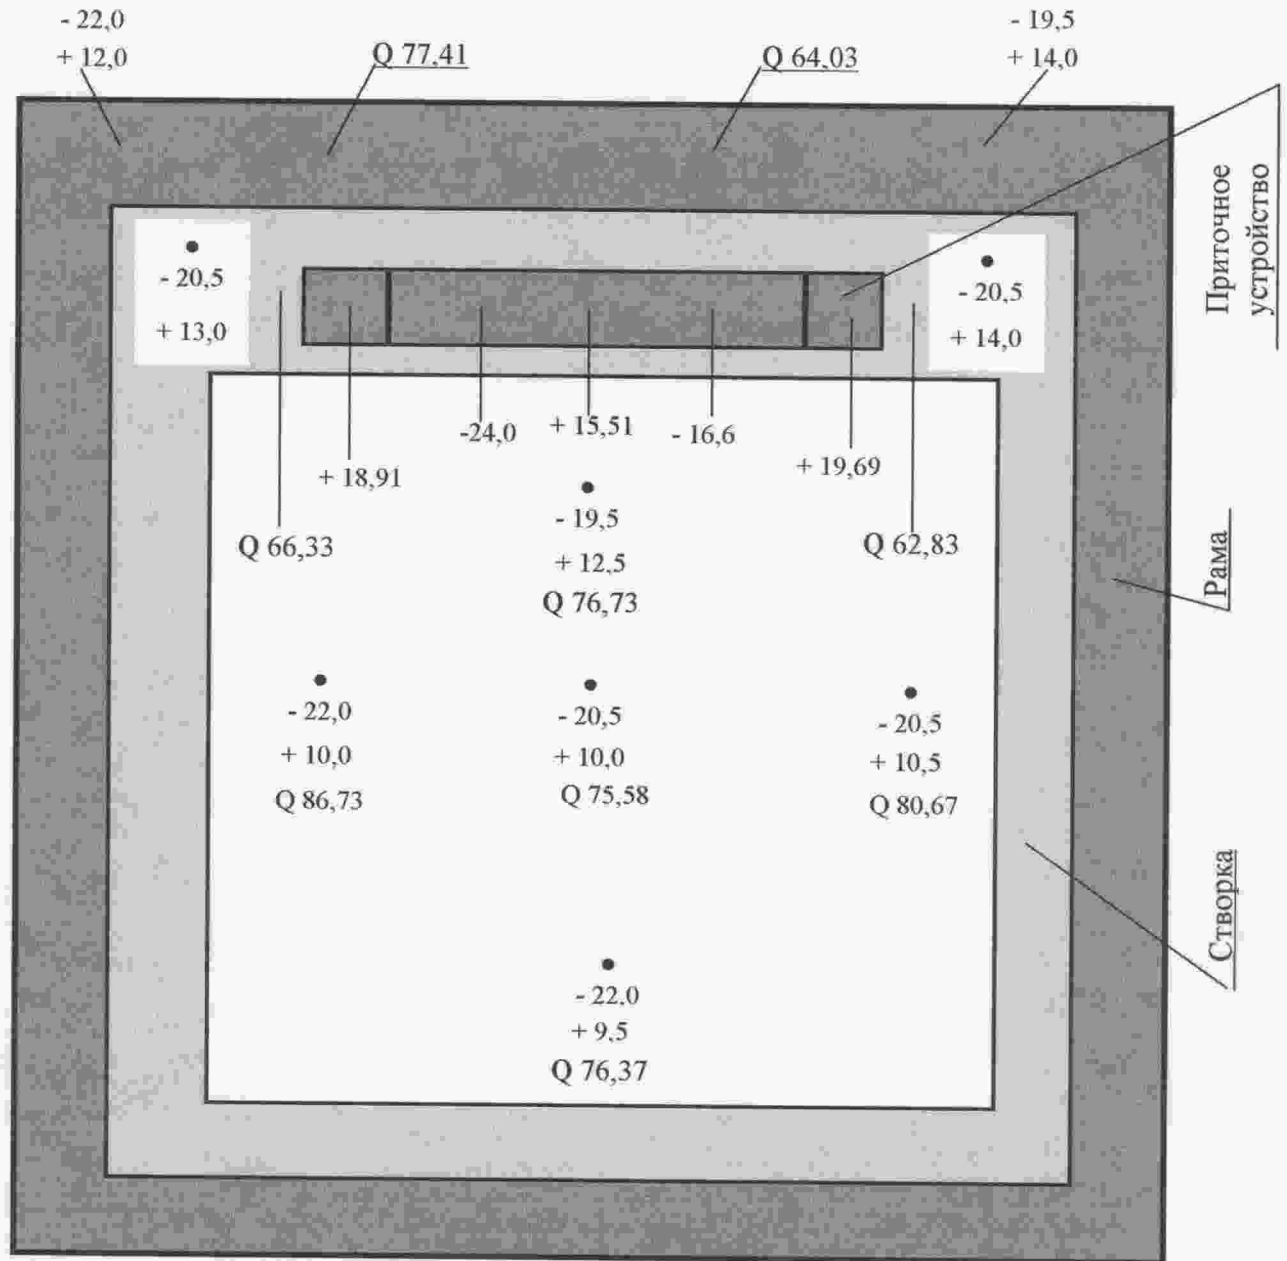 - 22,0
+ 12,0
Q 77,41
Q 64,03
- 19,5
+ 14,0
Приточное
устройство
- 20,5
+ 13,0
- 20,5
+ 14,0
-24,0
+ 15,51
- 16,6
+ 18,91
+ 19,69
Q 66,33
Q 62,83
- 19,5
+ 12,5
Q 76,73
Рама
- 22,0
+ 10,0
Q 86,73
- 20,5
+ 10,0
Q 75,58
- 20,5
+ 10,5
Q 80,67
Створка
- 22,0
+ 9,5
Q 76,37